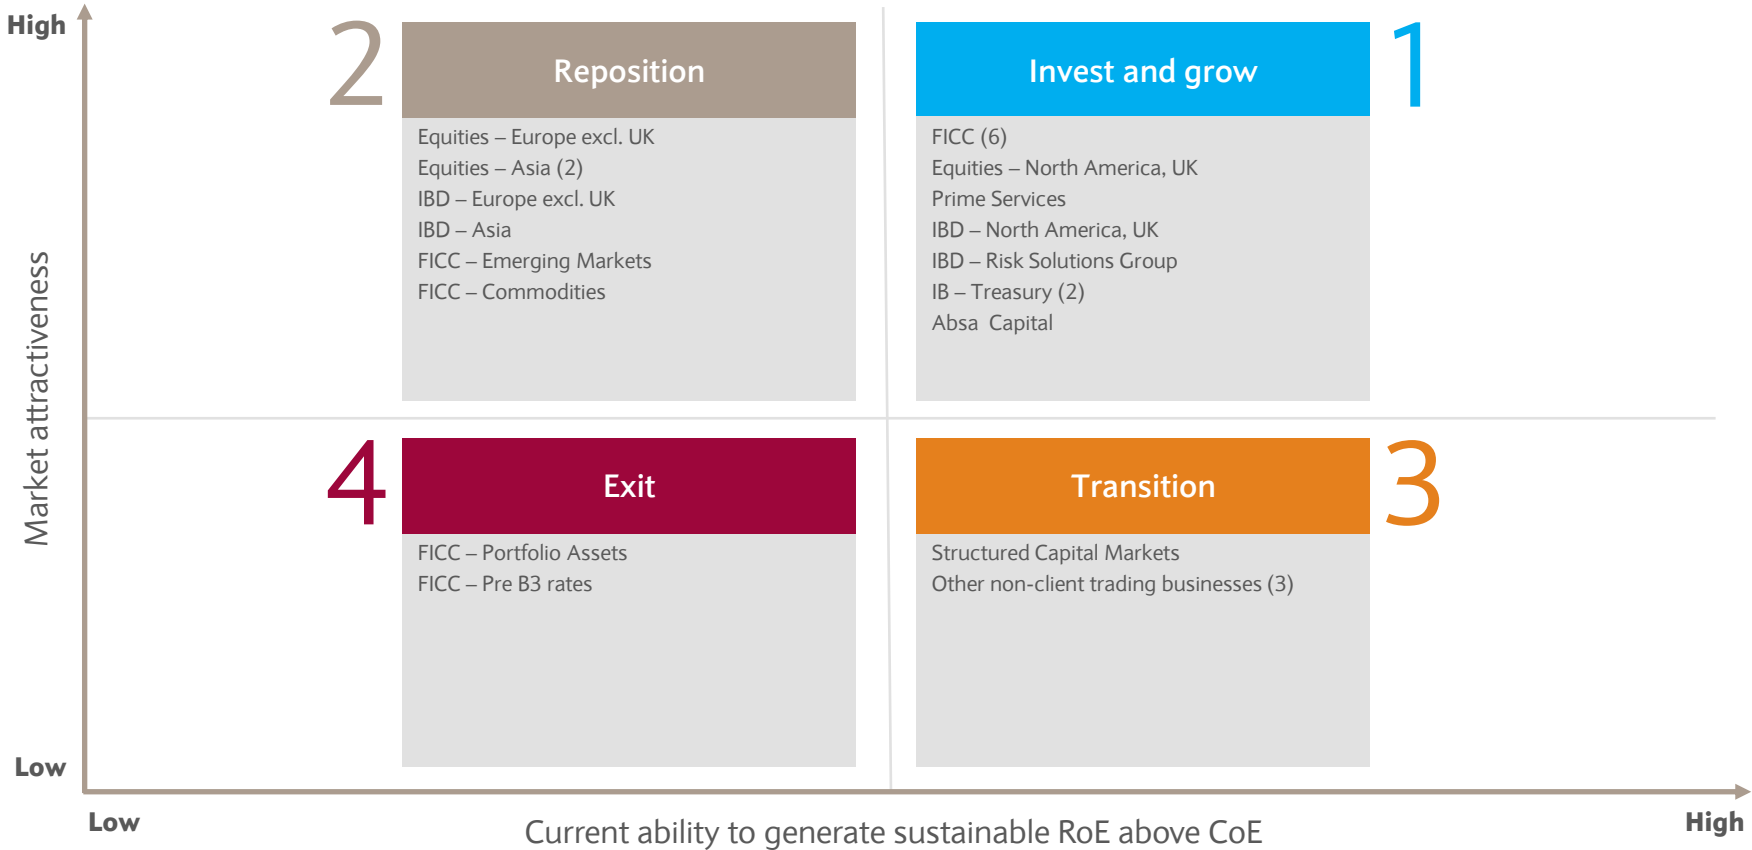 High
2
Reposition
Equities – Europe excl. UK
Equities – Asia (2)
IBD – Europe excl. UK
IBD – Asia
FICC – Emerging Markets
FICC – Commodities
Invest and grow
1
FICC (6)
Equities – North America, UK
Prime Services
IBD – North America, UK
IBD – Risk Solutions Group
IB – Treasury (2)
Absa Capital
Market attractiveness
4
Exit
FICC – Portfolio Assets
FICC – Pre B3 rates
Transition
3
Structured Capital Markets
Other non-client trading businesses (3)
Low
Low
Current ability to generate sustainable RoE above CoE
High